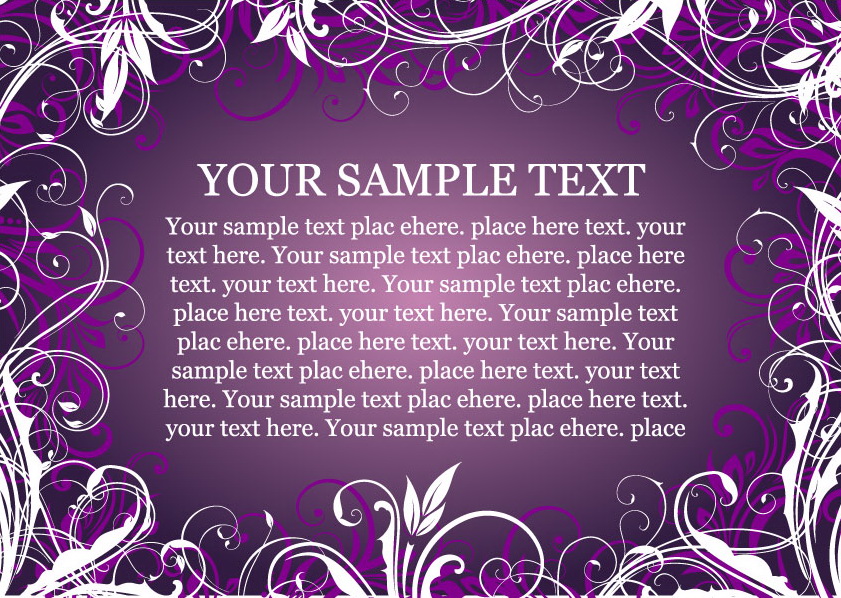 YOUR SAMPLE TEXT
Your sample text plac ehere. place here text. your
text here. Your sample text plac ehere. place here
text. your text here. Your sample text plac ehere.
place here text. your text here. Your sample text
plac ehere. place here text. your text here. Your
sample text plac ehere. place here text. your text
here. Your sample text plac ehere. place here text.
your text here. Your sample text plac ehere. place